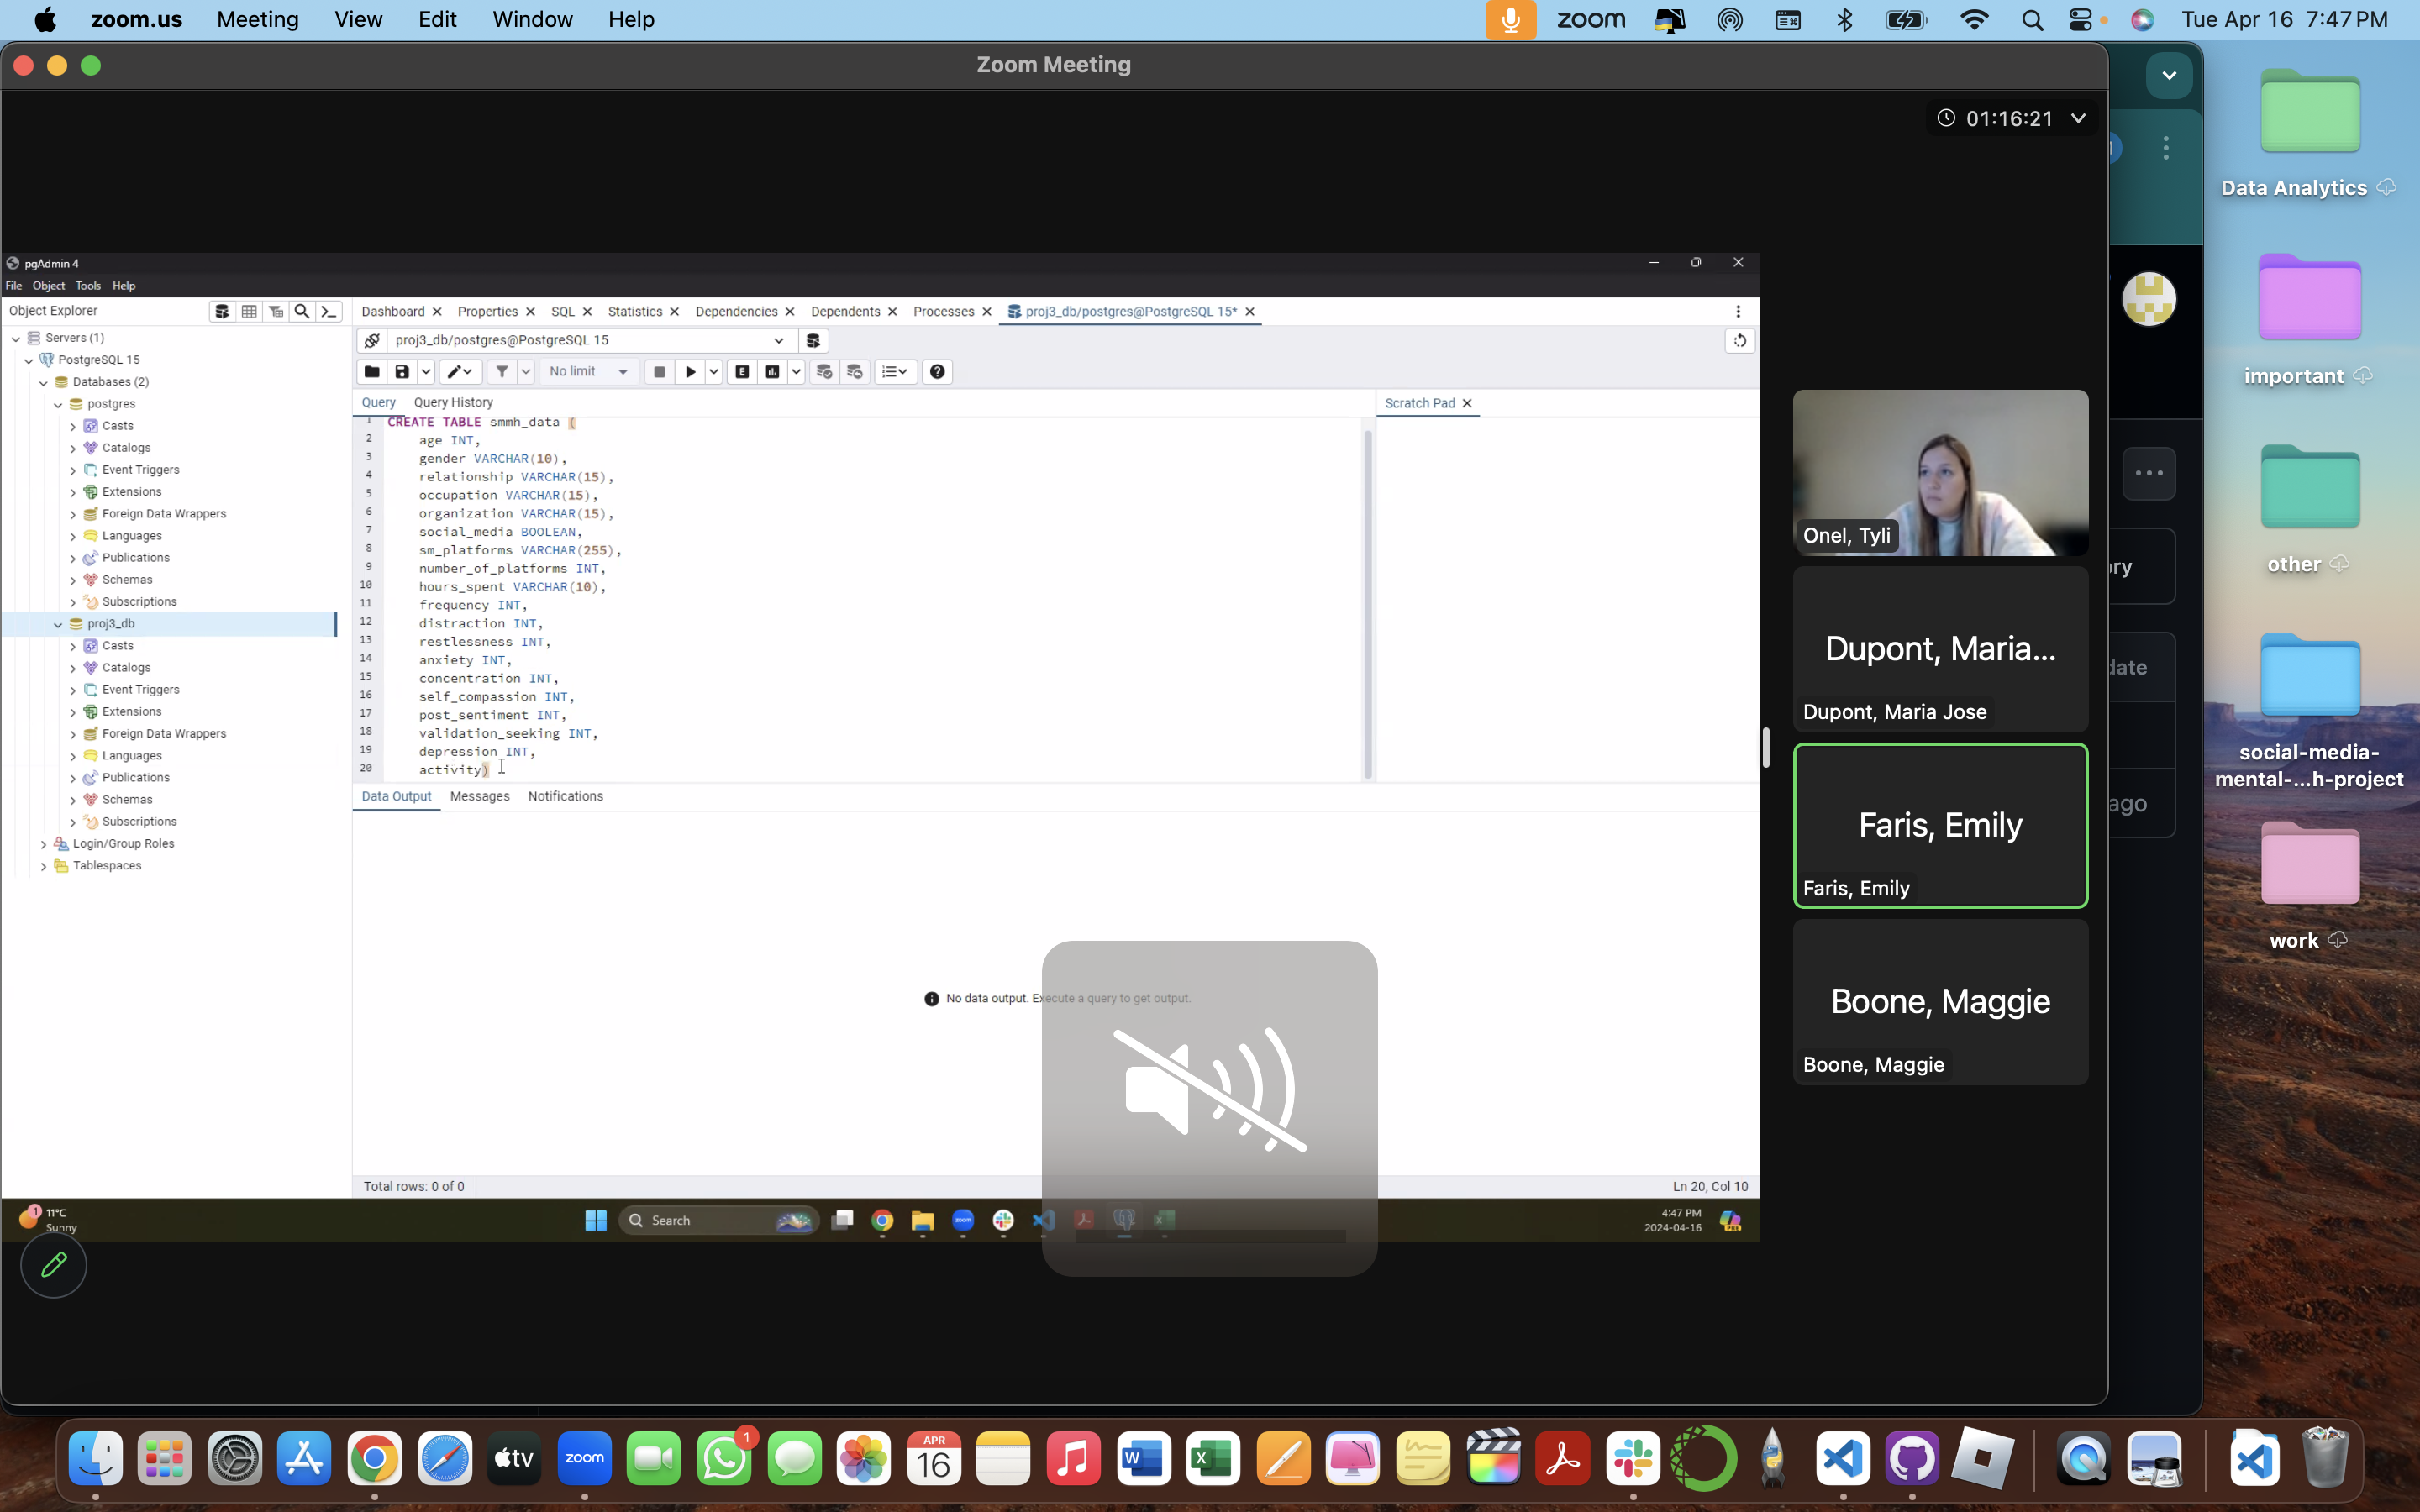 zoom.us Meeting View Edit Window Help
zoom
Tue Apr 16 7:47 PM
Zoom Meeting
01:16:21
pgAdmin 4
File Object Tools Help
Object Explorer
Servers (1)
PostgreSQL 15
Databases (2)
postgres
Casts
Catalogs
Event Triggers
Extensions
Foreign Data Wrappers
Languages
Publications
Schemas
Subscriptions
proj3_db
Casts
Catalogs
Event Triggers
Extensions
Foreign Data Wrappers
Languages
Publications
Schemas
Subscriptions
Login/Group Roles
Tablespaces
Dashboard Properties SQL Statistics Dependencies Dependents Processes proj3_db/postgres@PostgreSQL 15*
proj3_db/postgres@PostgreSQL 15
No limit
E
Query Query History
Scratch Pad
1 CREATE TABLE smmh_data (
2 age INT,
3 gender VARCHAR(10),
4 relationship VARCHAR(15),
5 occupation VARCHAR(15),
6 organization VARCHAR(15),
7 social_media BOOLEAN,
8 sm_platforms VARCHAR(255),
9 number_of_platforms INT,
10 hours_spent VARCHAR(10),
11 frequency INT,
12 distraction INT,
13 restlessness INT,
14 anxiety INT,
15 concentration INT,
16 self_compassion INT,
17 post_sentiment INT,
18 validation_seeking INT,
19 depression INT,
20 activity)
Data Output Messages Notifications
No data output. Execute a query to get output.
Total rows: 0 of 0
Ln 20, Col 10
1
11°C
Sunny
Search
zoom
4:47 PM
2024-04-16
Onel, Tyli
Dupont, Maria...
Dupont, Maria Jose
Faris, Emily
Faris, Emily
Boone, Maggie
Boone, Maggie
ory
date
ago
Data Analytics
important
other
social-media-
mental-...h-project
work
tv
zoom
1
APR
16
W
X